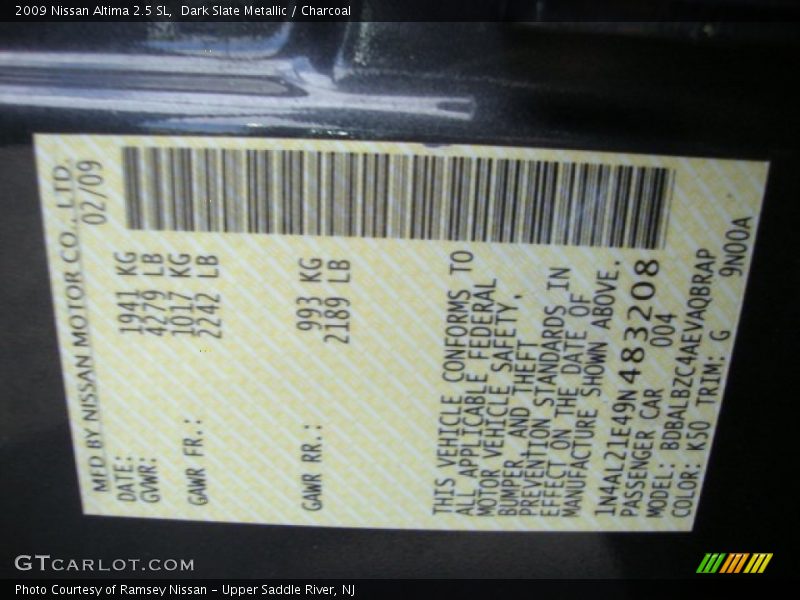 2009 Nissan Altima 2.5 SL,  Dark Slate Metallic / Charcoal
MFD BY NISSAN MOTOR CO., LTD.
DATE: 02/09
GVWR: 1941 KG
4279 LB
GAWR FR.: 1017 KG
2242 LB
GAWR RR.: 993 KG
2189 LB
THIS VEHICLE CONFORMS TO
ALL APPLICABLE FEDERAL
MOTOR VEHICLE SAFETY,
BUMPER, AND THEFT
PREVENTION STANDARDS IN
EFFECT ON THE DATE OF
MANUFACTURE SHOWN ABOVE.
1N4AL21E49N483208
PASSENGER CAR 004
MODEL: BDBALBZC4AEVAQBRAP
COLOR: K50 TRIM: G 9N00A
GTCARLOT.COM
Photo Courtesy of Ramsey Nissan - Upper Saddle River, NJ